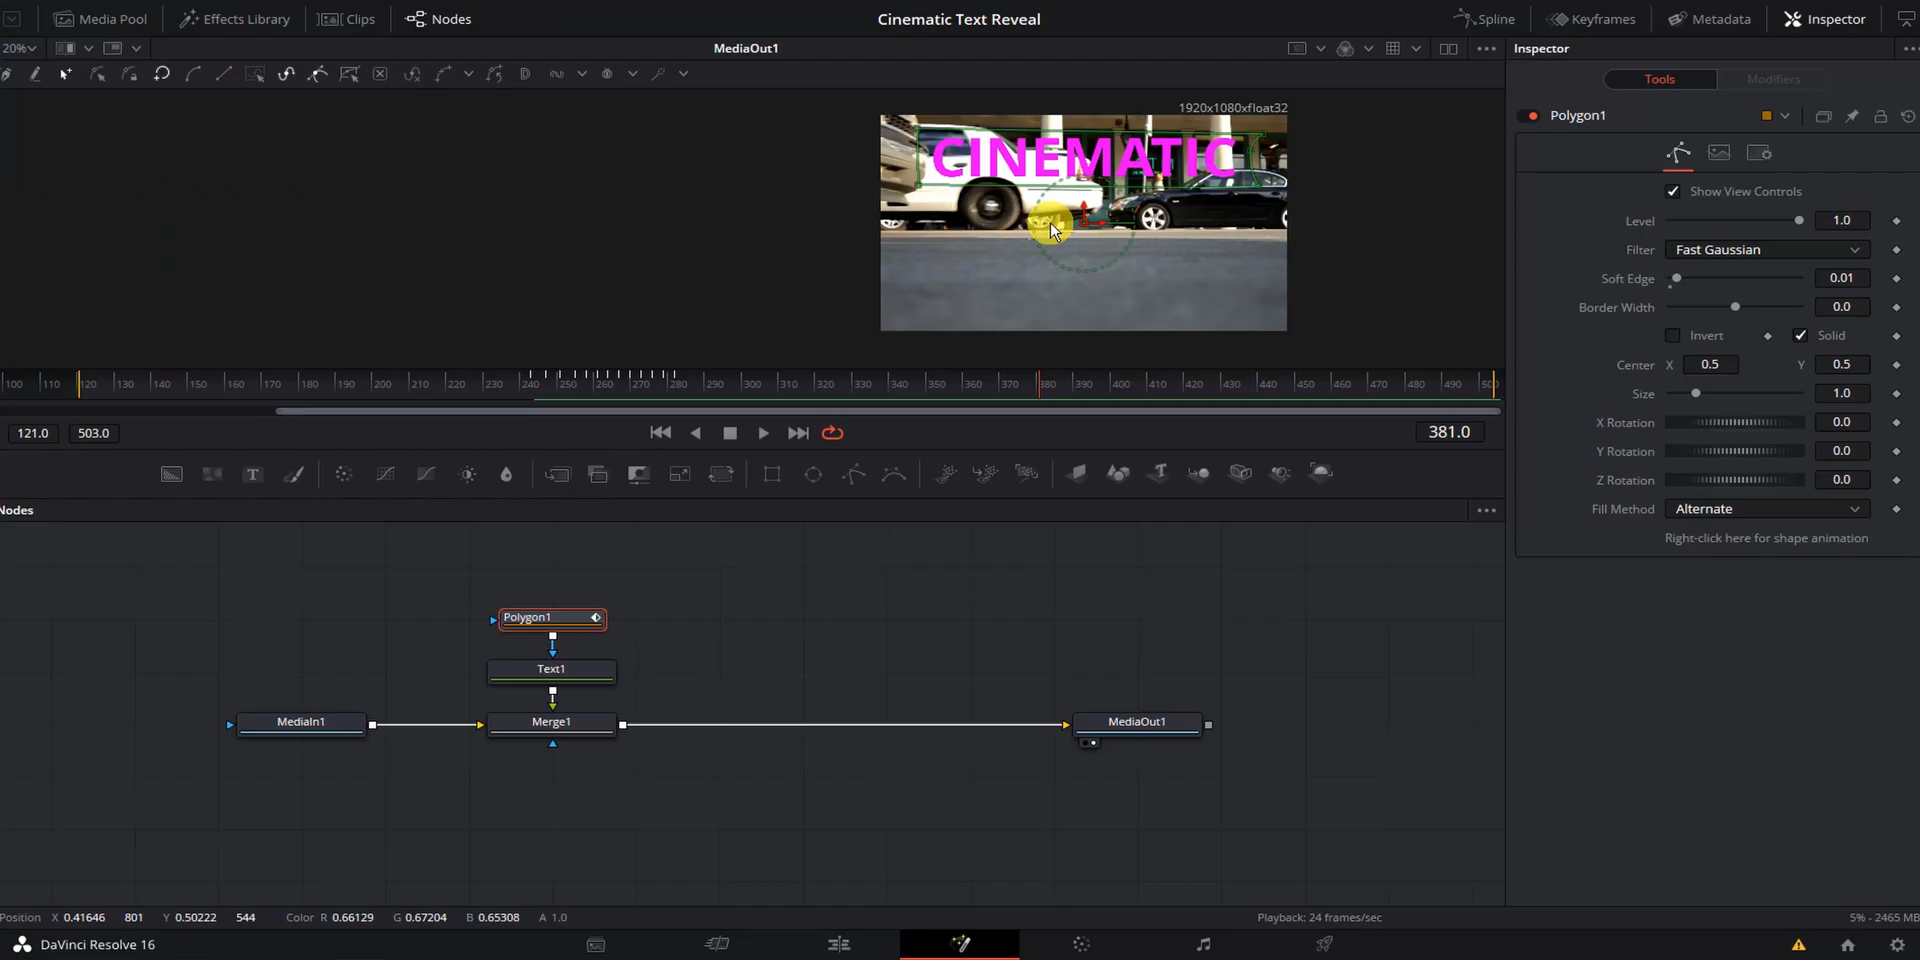 Media Pool
Effects Library
Clips
Nodes
Cinematic Text Reveal
Spline
Keyframes
Metadata
Inspector
20%
MediaOut1
Inspector
Tools
Modifiers
1920x1080xfloat32
CINEMATIC
Polygon1
Show View Controls
Level 1.0
Filter Fast Gaussian
Soft Edge 0.01
Border Width 0.0
Invert Solid
Center X 0.5 Y 0.5
Size 1.0
X Rotation 0.0
Y Rotation 0.0
Z Rotation 0.0
Fill Method Alternate
Right-click here for shape animation
100 110 120 130 140 150 160 170 180 190 200 210 220 230 240 250 260 270 280 290 300 310 320 330 340 350 360 370 380 390 400 410 420 430 440 450 460 470 480 490 500
121.0 503.0 381.0
T
Nodes
Polygon1
Text1
MediaIn1
Merge1
MediaOut1
Position X 0.41646 801 Y 0.50222 544 Color R 0.66129 G 0.67204 B 0.65308 A 1.0
Playback: 24 frames/sec
5% - 2465 MB
DaVinci Resolve 16